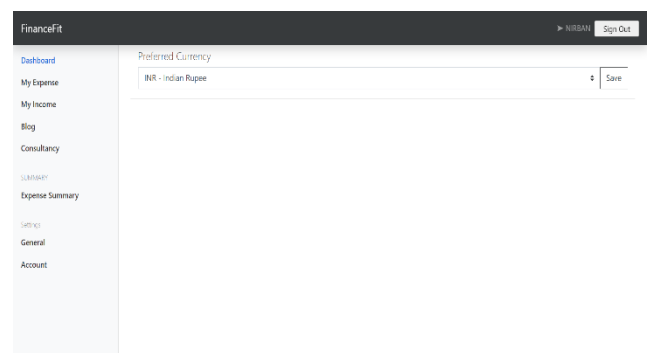 FinanceFit
➤ NIRBAN
Sign Out
Dashboard
My Expense
My Income
Blog
Consultancy
SUMMARY
Expense Summary
Settings
General
Account
Preferred Currency
INR - Indian Rupee
Save